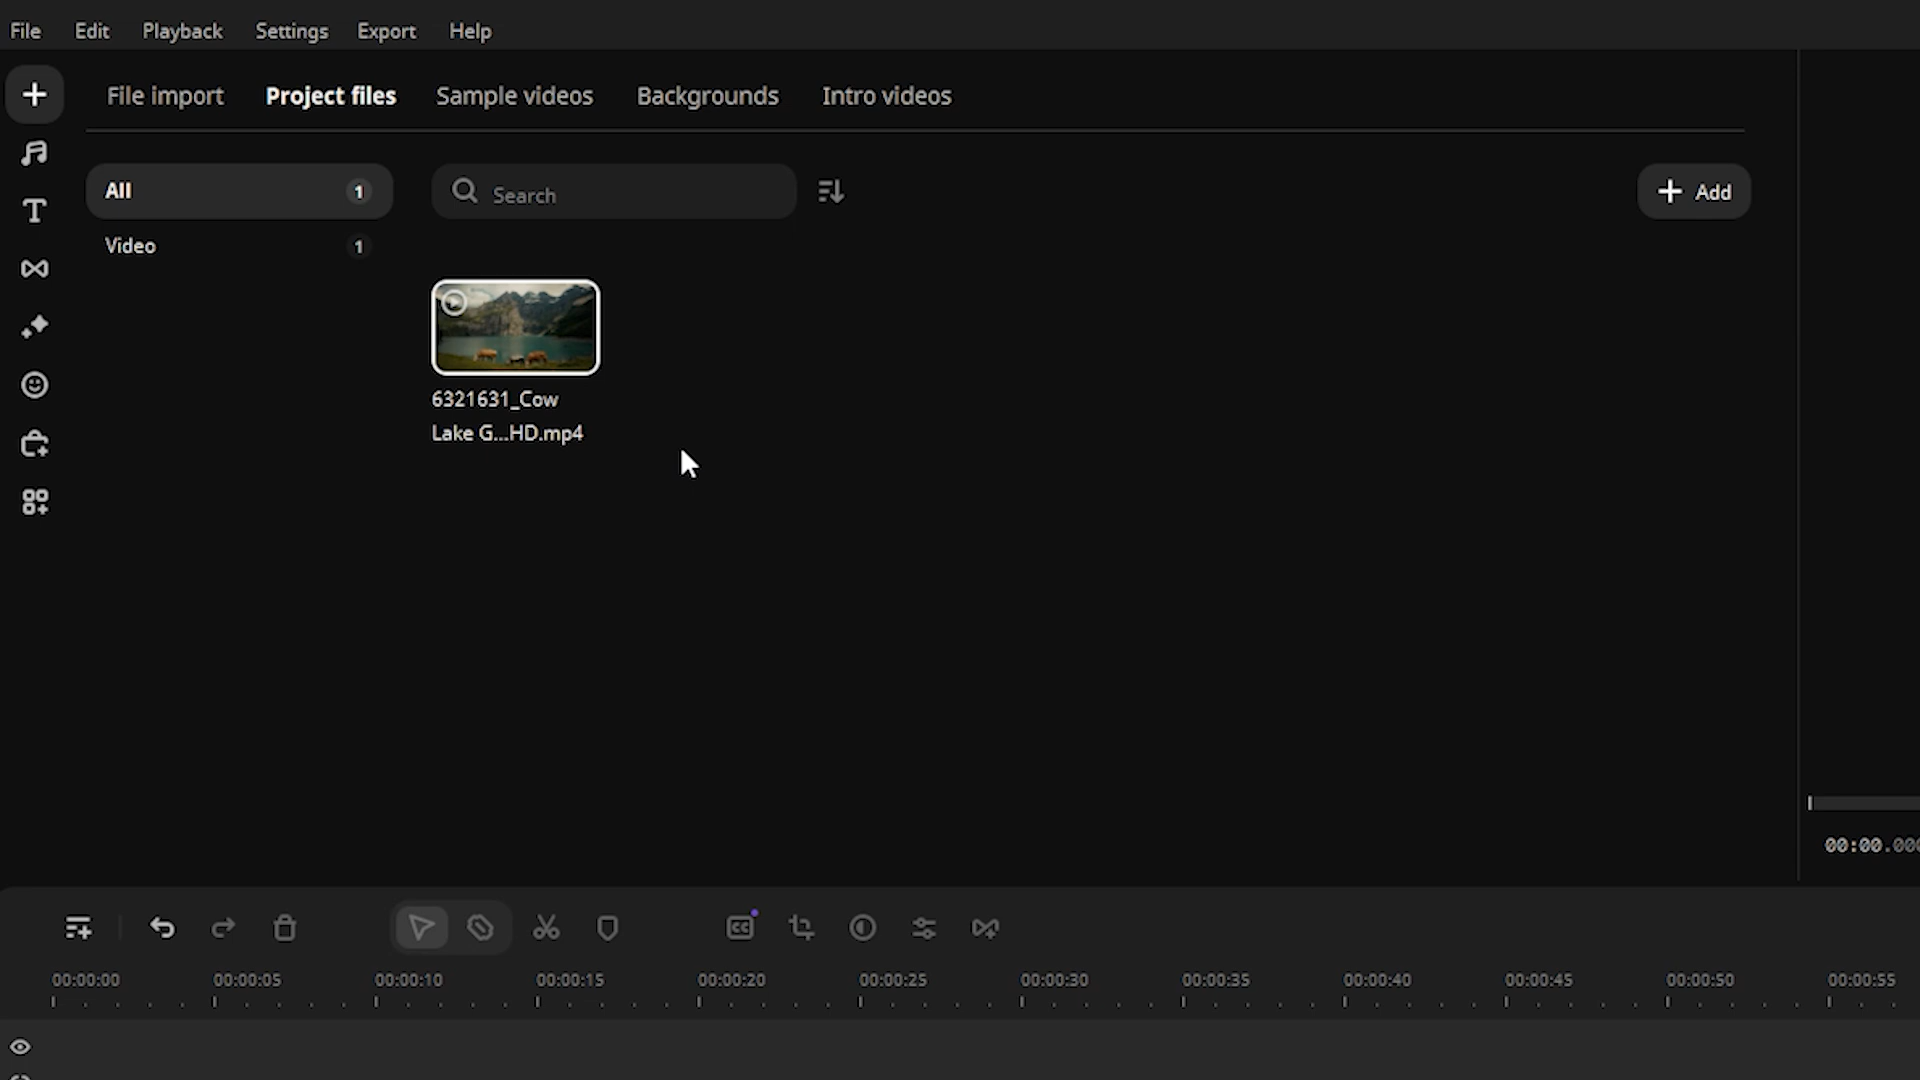 File Edit Playback Settings Export Help
File import Project files Sample videos Backgrounds Intro videos
All 1
Search
Add
Video 1
6321631_Cow
Lake G...HD.mp4
00:00.000
00:00:00 00:00:05 00:00:10 00:00:15 00:00:20 00:00:25 00:00:30 00:00:35 00:00:40 00:00:45 00:00:50 00:00:55